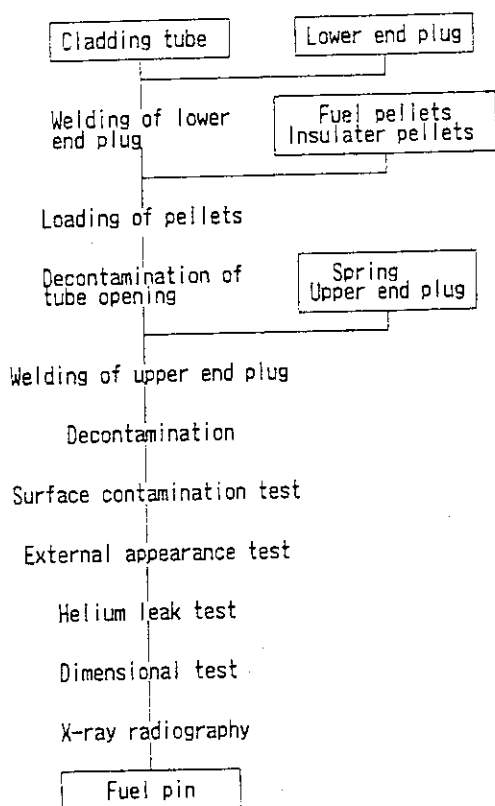 Cladding tube
Lower end plug
Welding of lower
end plug
Fuel pellets
Insulater pellets
Loading of pellets
Decontamination of
tube opening
Spring
Upper end plug
Welding of upper end plug
Decontamination
Surface contamination test
External appearance test
Helium leak test
Dimensional test
X-ray radiography
Fuel pin